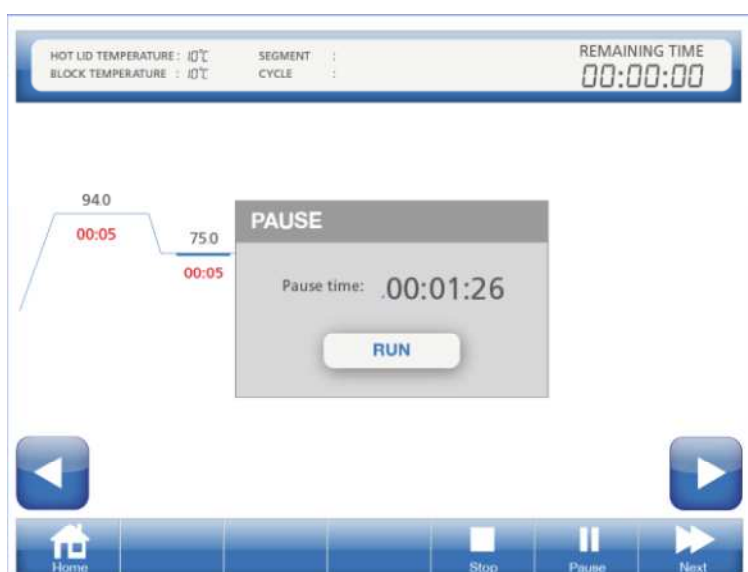 HOT LID TEMPERATURE : 10℃ SEGMENT :
BLOCK TEMPERATURE : 10℃ CYCLE :
REMAINING TIME
00:00:00
94.0
00:05
75.0
00:05
PAUSE
Pause time: 00:01:26
RUN
Home
Stop
Pause
Next